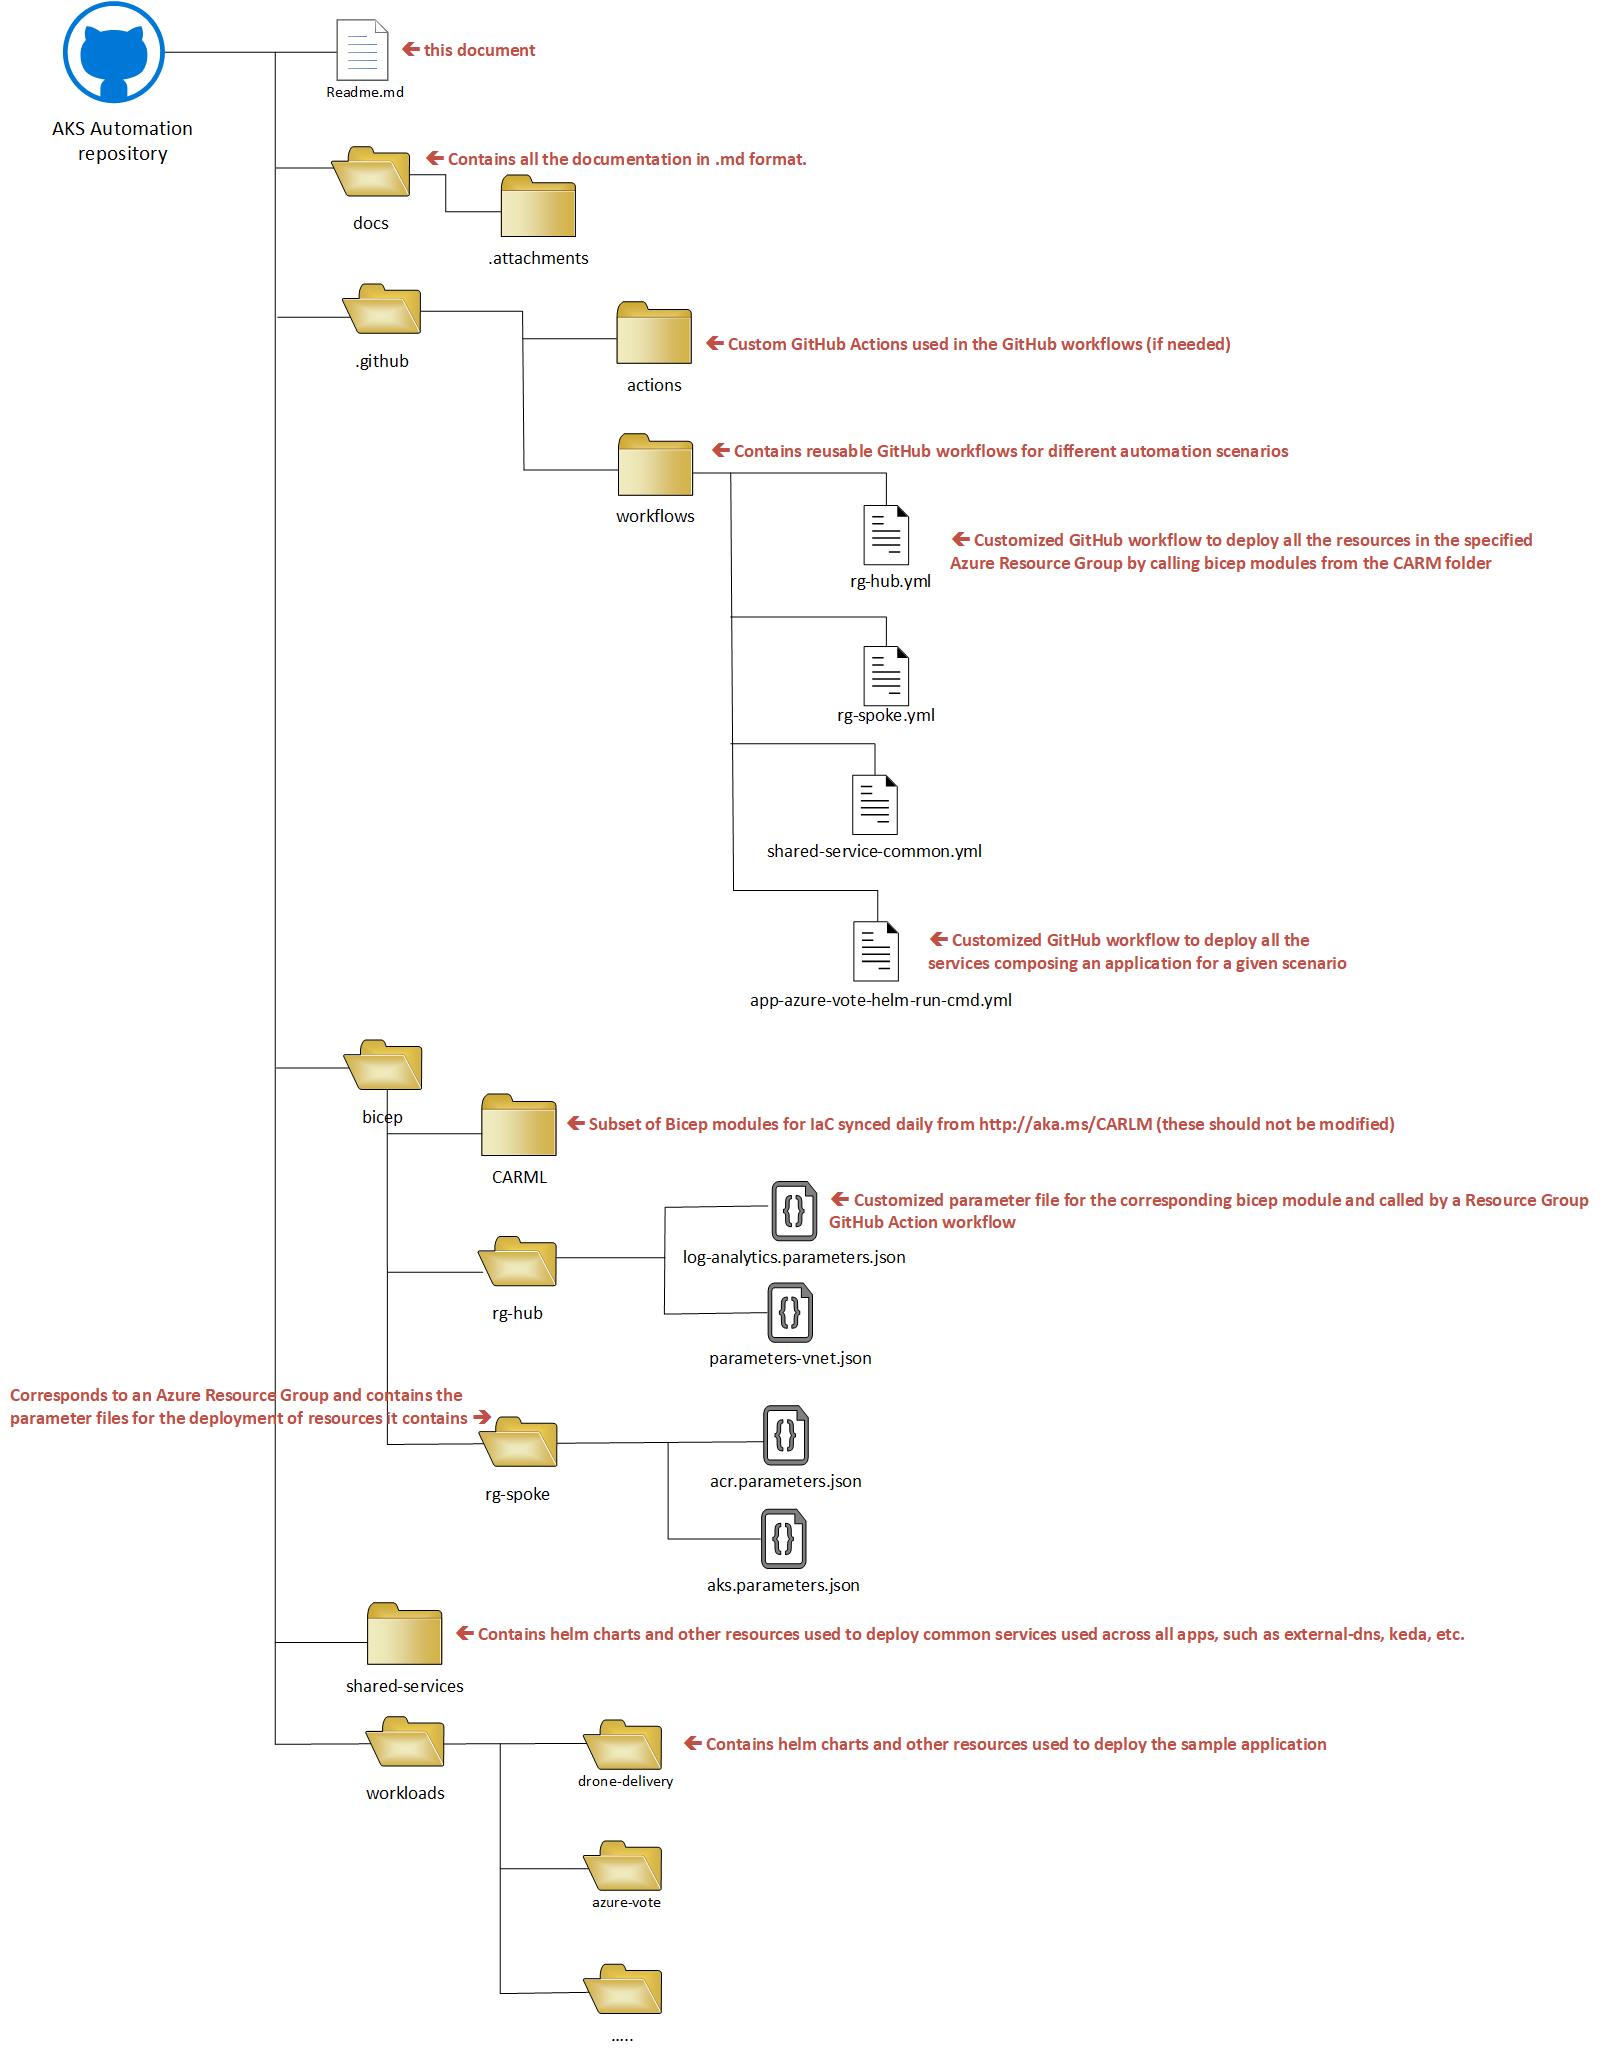 🡸 this document
Readme.md
AKS Automation
repository
🡸 Contains all the documentation in .md format.
docs
.attachments
🡸 Custom GitHub Actions used in the GitHub workflows (if needed)
.github
actions
🡸 Contains reusable GitHub workflows for different automation scenarios
workflows
🡸 Customized GitHub workflow to deploy all the resources in the specified
Azure Resource Group by calling bicep modules from the CARM folder
rg-hub.yml
rg-spoke.yml
shared-service-common.yml
🡸 Customized GitHub workflow to deploy all the
services composing an application for a given scenario
app-azure-vote-helm-run-cmd.yml
bicep
🡸 Subset of Bicep modules for IaC synced daily from http://aka.ms/CARLM (these should not be modified)
CARML
{}
🡸 Customized parameter file for the corresponding bicep module and called by a Resource Group
GitHub Action workflow
log-analytics.parameters.json
rg-hub
{}
parameters-vnet.json
Corresponds to an Azure Resource Group and contains the
parameter files for the deployment of resources it contains 🡺
{}
acr.parameters.json
rg-spoke
{}
aks.parameters.json
🡸 Contains helm charts and other resources used to deploy common services used across all apps, such as external-dns, keda, etc.
shared-services
🡸 Contains helm charts and other resources used to deploy the sample application
drone-delivery
workloads
azure-vote
.....